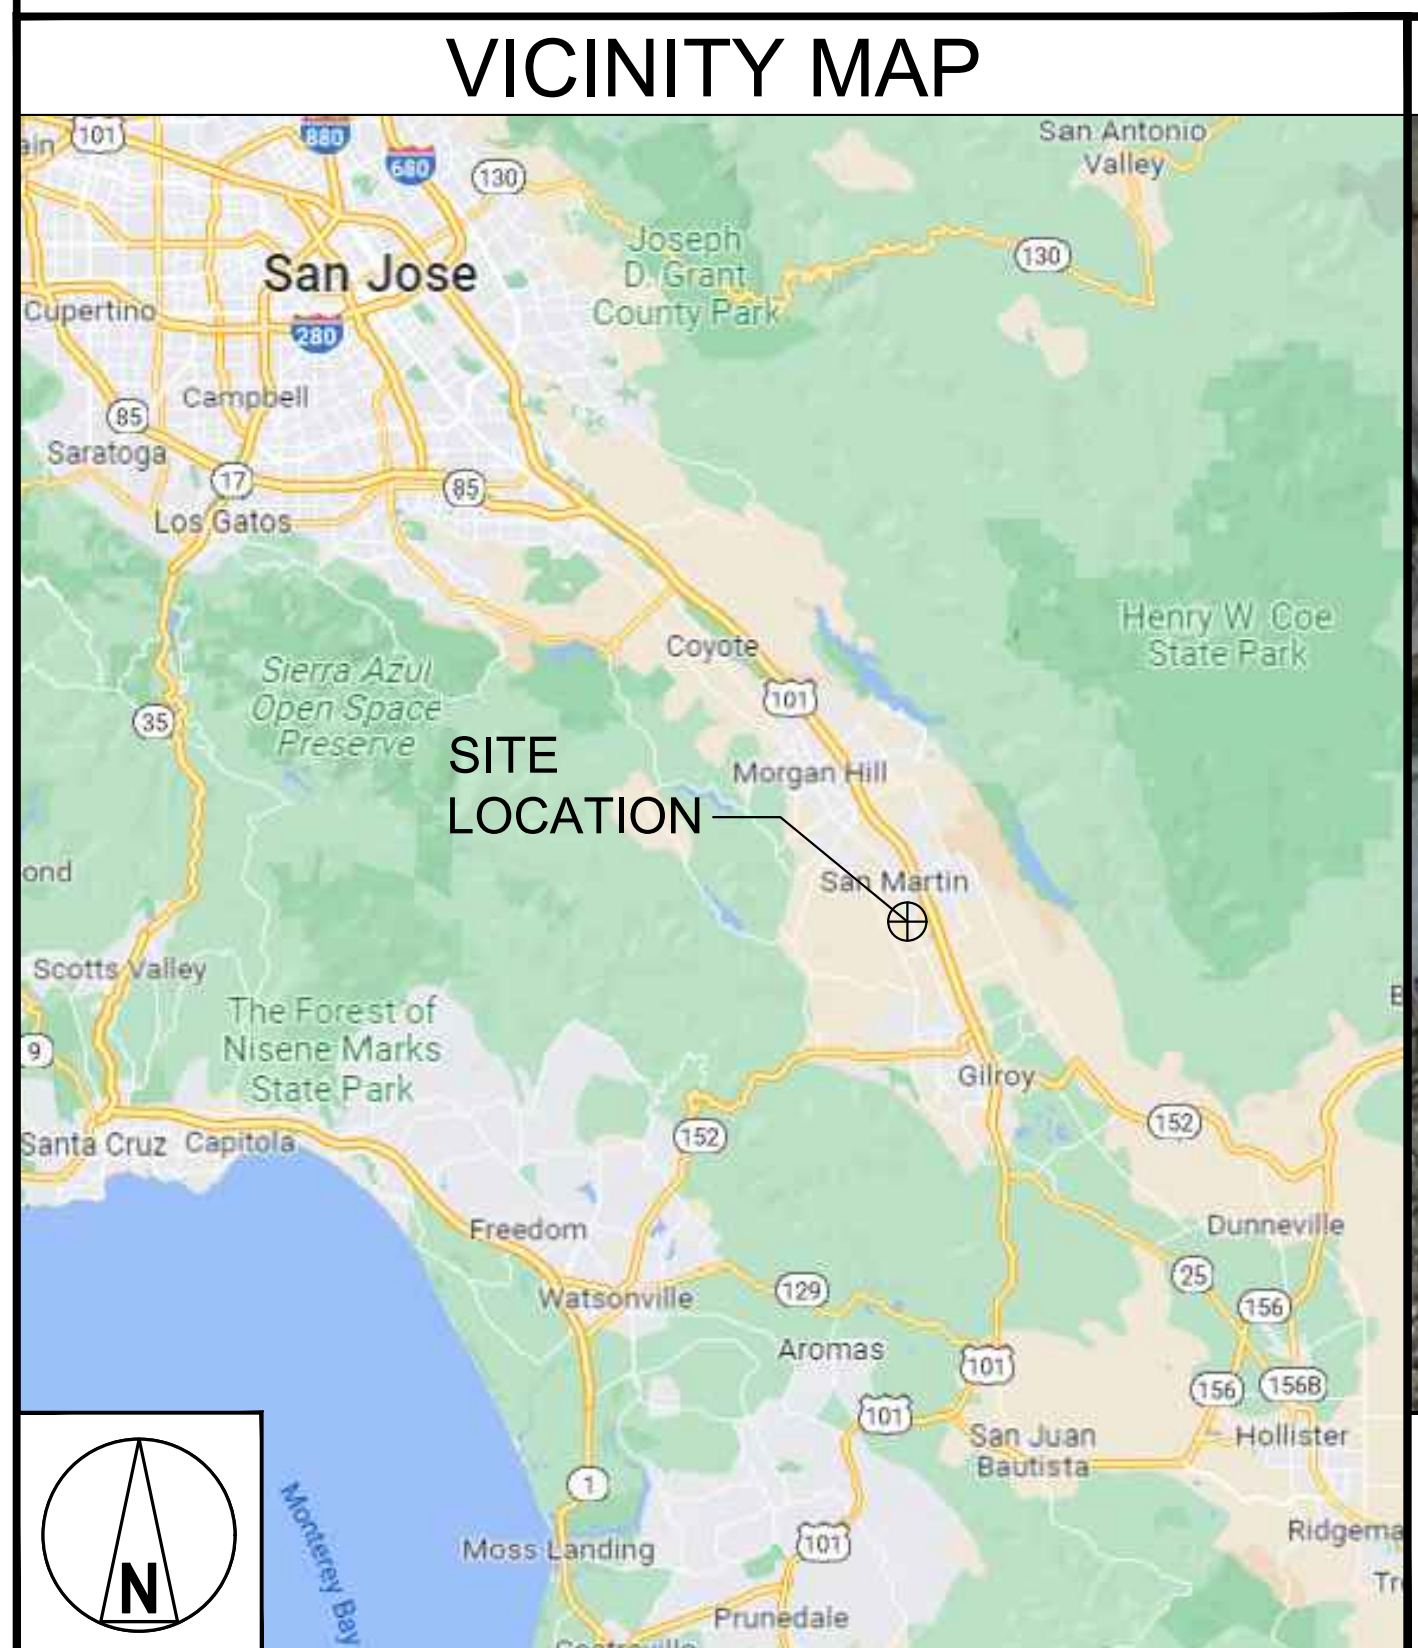 VICINITY MAP
ain
101
880
680
130
San Antonio
Valley
Joseph
D. Grant
County Park
130
San Jose
Cupertino
280
Campbell
85
Saratoga
17
85
Los Gatos
Henry W. Coe
State Park
Coyote
Sierra Azul
Open Space
Preserve
101
35
SITE
LOCATION
Morgan Hill
ond
San Martin
Scotts Valley
The Forest of
Nisene Marks
State Park
9
Gilroy
152
152
Santa Cruz
Capitola
Freedom
Dunneville
25
129
156
Watsonville
Aromas
101
156
156B
101
San Juan
Bautista
Hollister
1
Monterey Bay
Moss Landing
101
Ridgema
Tr
N
Prunedale